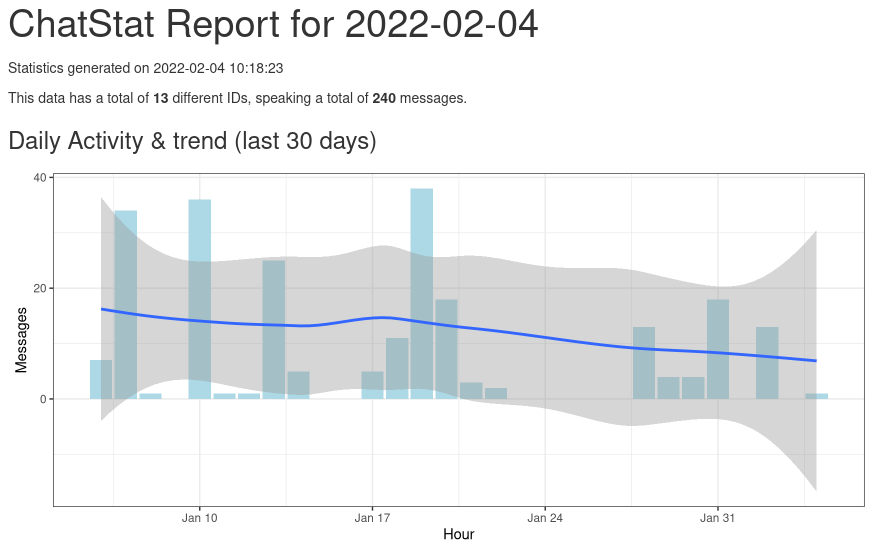 ChatStat Report for 2022-02-04
Statistics generated on 2022-02-04 10:18:23
This data has a total of 13 different IDs, speaking a total of 240 messages.
Daily Activity & trend (last 30 days)
40
20
0
Messages
Jan 10 Jan 17 Jan 24 Jan 31
Hour